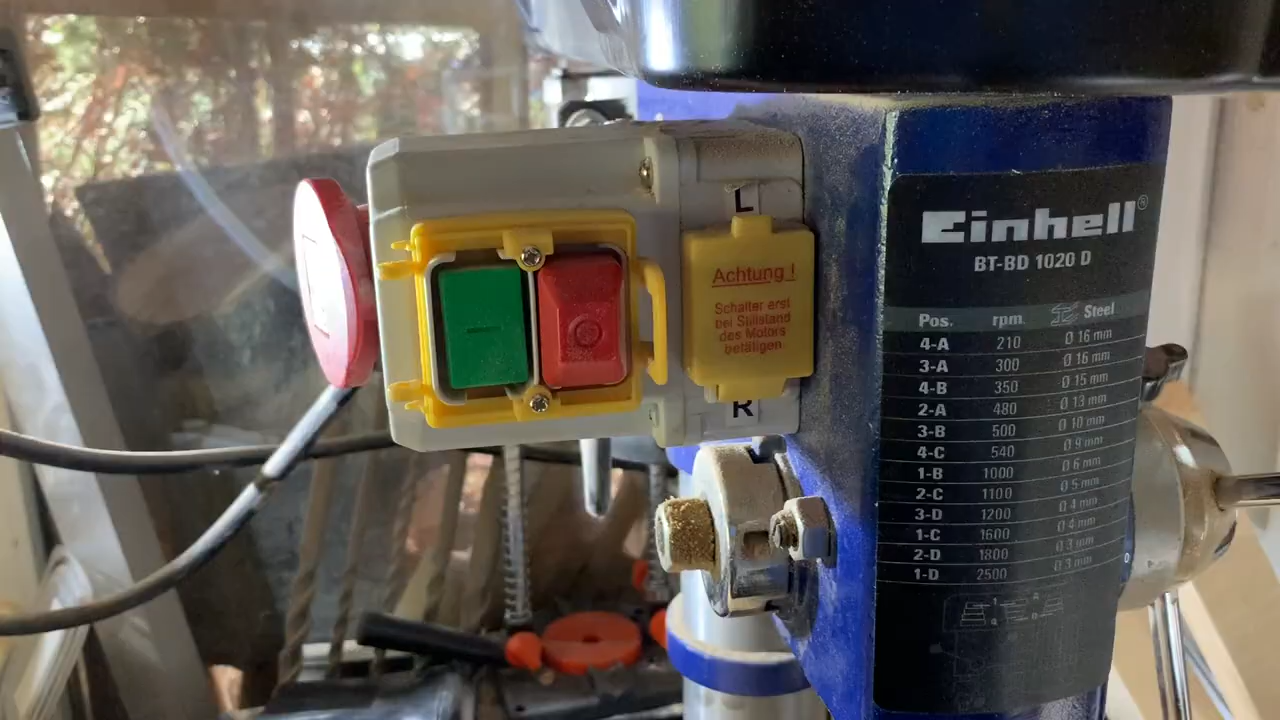 L
Achtung !
Schalter erst
bei Stillstand
des Motors
betätigen
R
Einhell®
BT-BD 1020 D
Pos. rpm Steel
4-A 210 Ø 16 mm
3-A 300 Ø 16 mm
4-B 350 Ø 15 mm
2-A 480 Ø 13 mm
3-B 500 Ø 10 mm
4-C 540 Ø 9 mm
1-B 1000 Ø 6 mm
2-C 1100 Ø 5 mm
3-D 1200 Ø 4 mm
1-C 1600 Ø 4 mm
2-D 1800 Ø 3 mm
1-D 2500 Ø 3 mm